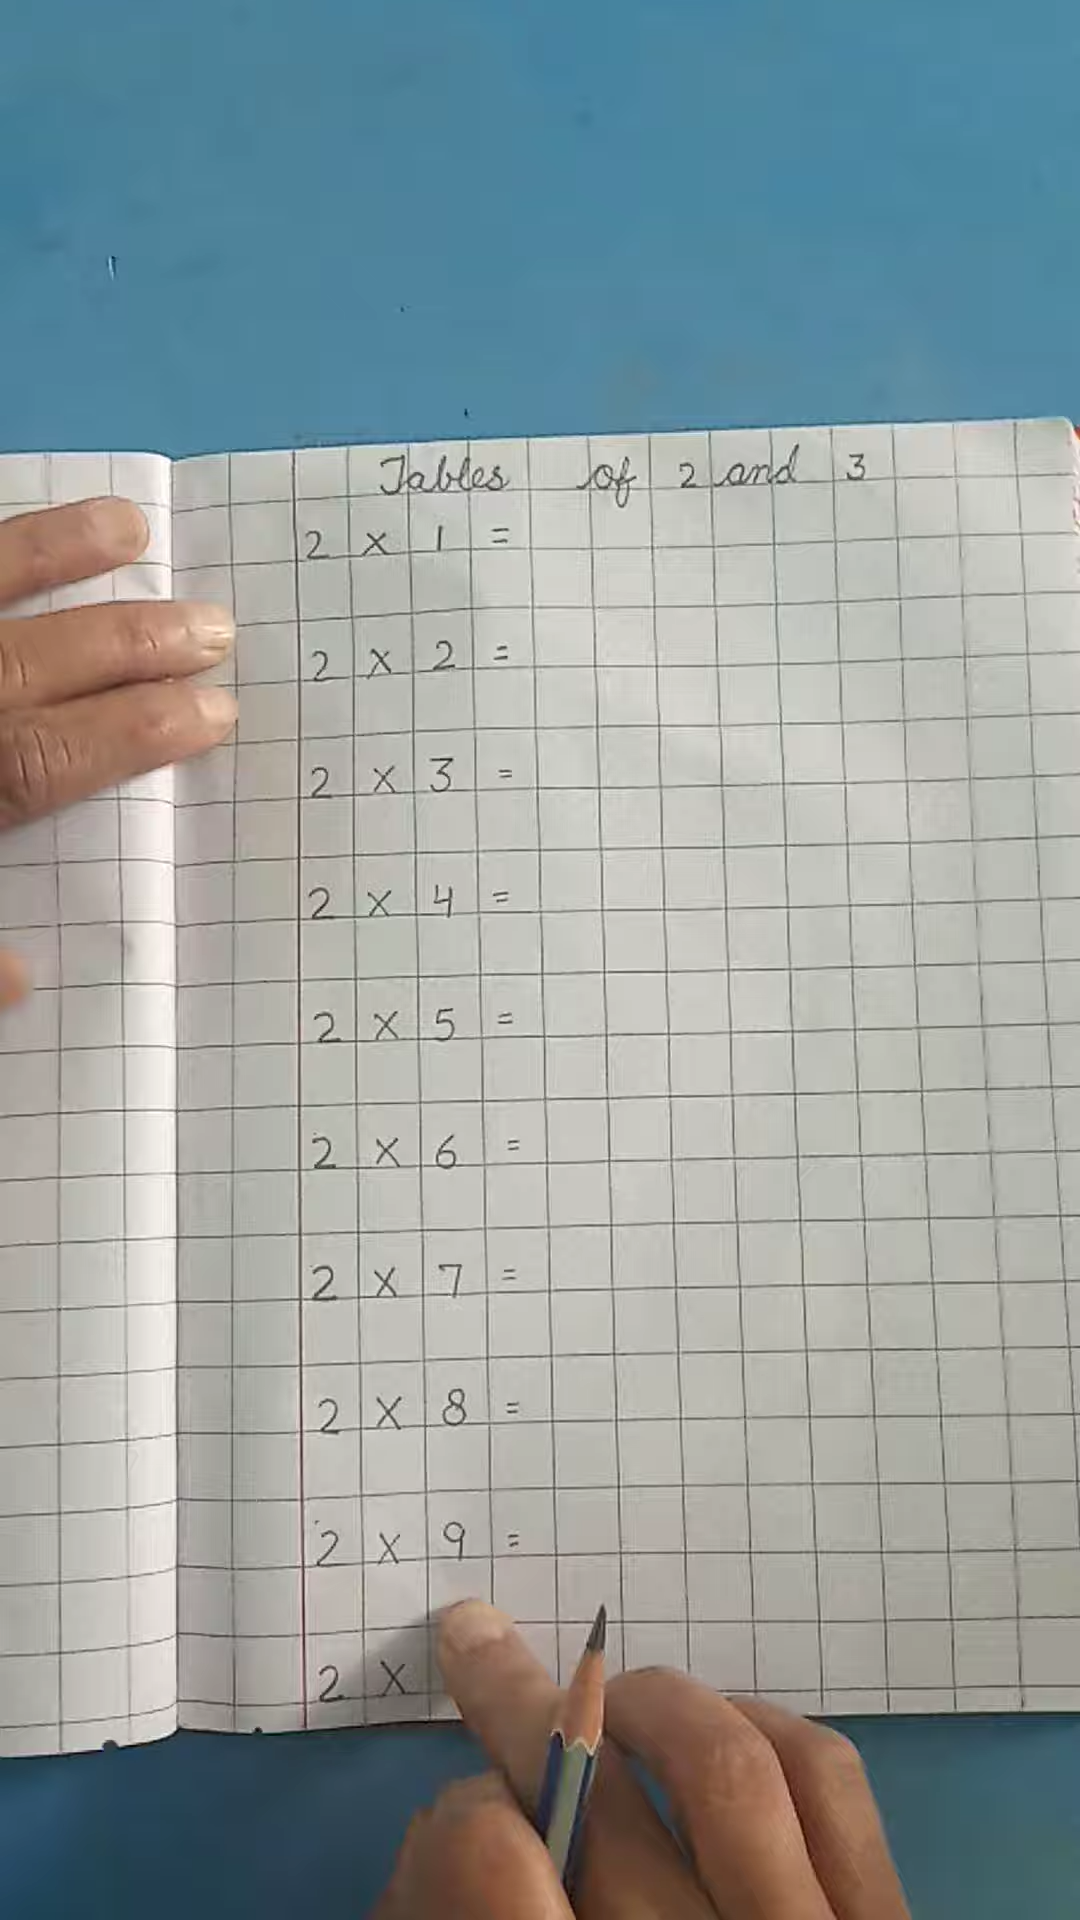 Tables of 2 and 3
2 × 1 =
2 × 2 =
2 × 3 =
2 × 4 =
2 × 5 =
2 × 6 =
2 × 7 =
2 × 8 =
2 × 9 =
2 ×